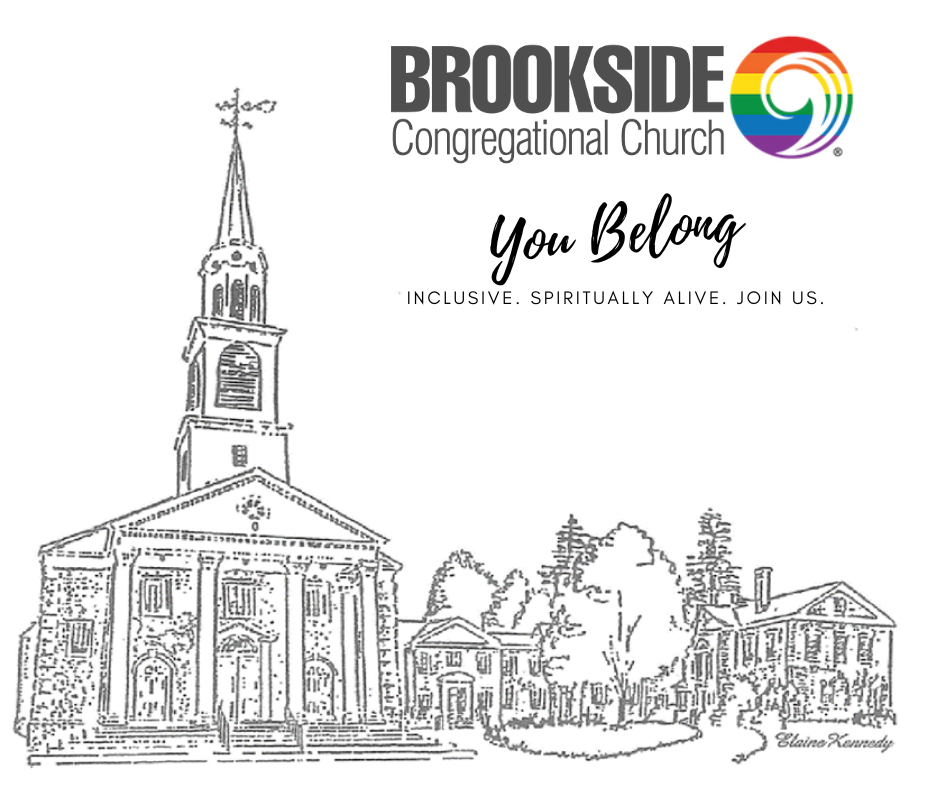 BROOKSIDE
Congregational Church
®
You Belong
INCLUSIVE. SPIRITUALLY ALIVE. JOIN US.
Elaine Kennedy